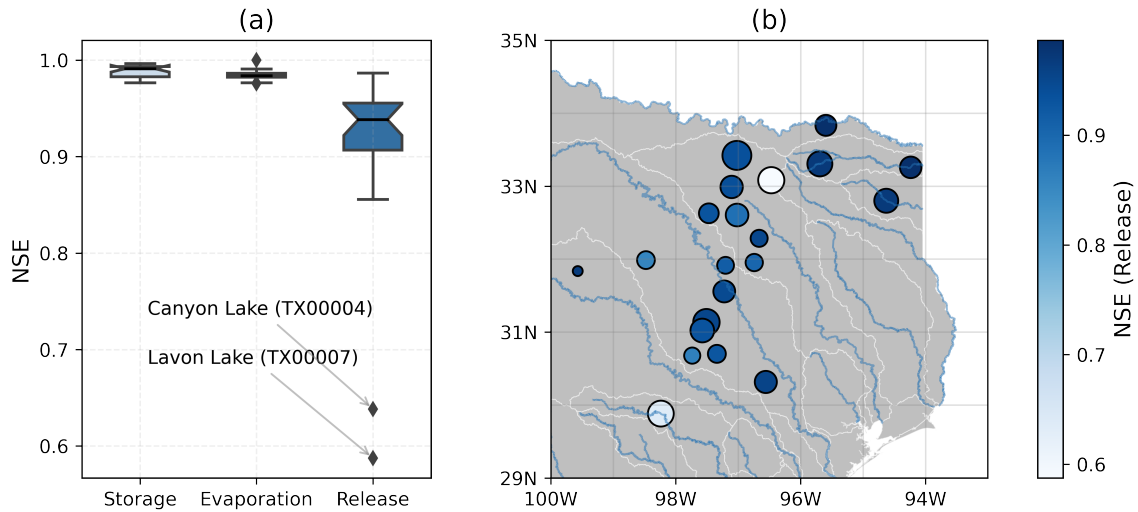 (a)
NSE
1.0
0.9
0.8
0.7
0.6
Canyon Lake (TX00004)
Lavon Lake (TX00007)
Storage
Evaporation
Release
(b)
35N
33N
31N
29N
100W
98W
96W
94W
0.9
0.8
0.7
0.6
NSE (Release)